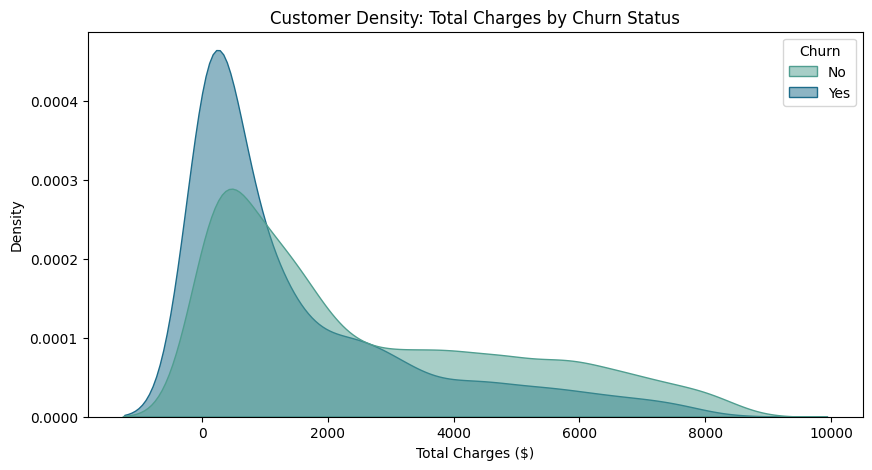 Customer Density: Total Charges by Churn Status
Churn
No
Yes
Density
0.0004
0.0003
0.0002
0.0001
0.0000
0
2000
4000
6000
8000
10000
Total Charges ($)